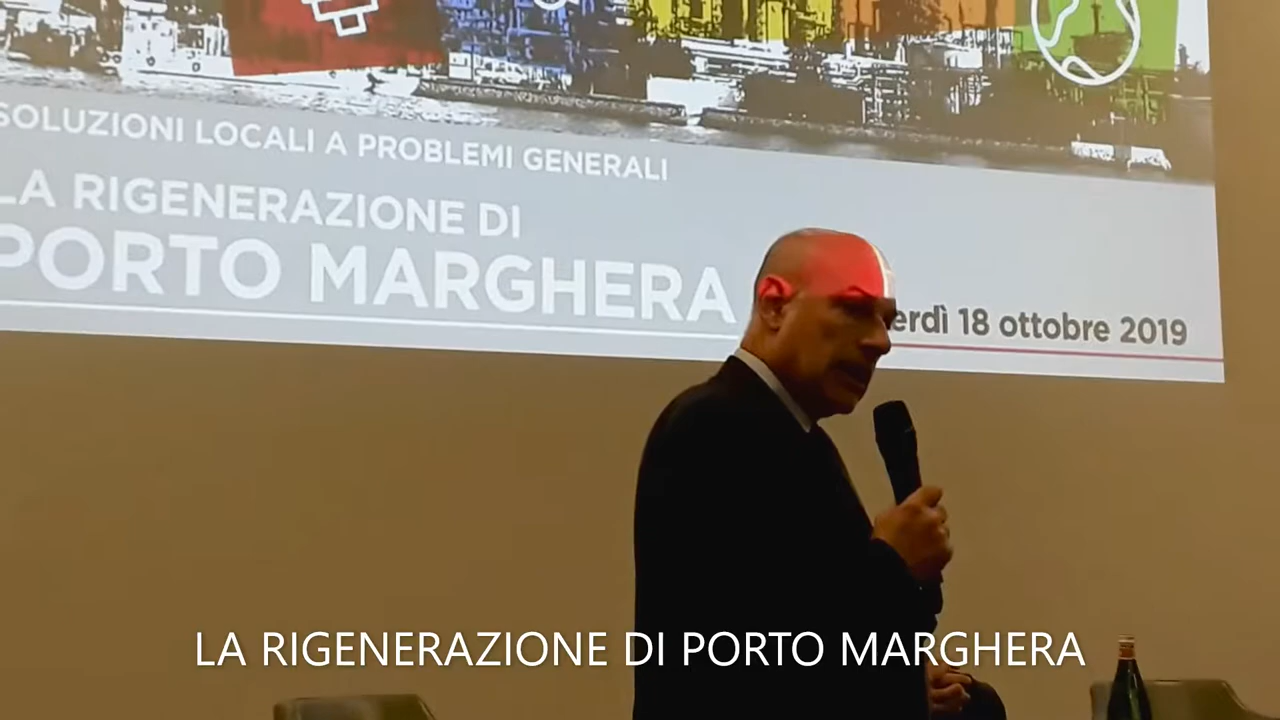 SOLUZIONI LOCALI A PROBLEMI GENERALI
LA RIGENERAZIONE DI
PORTO MARGHERA
18 ottobre 2019
LA RIGENERAZIONE DI PORTO MARGHERA